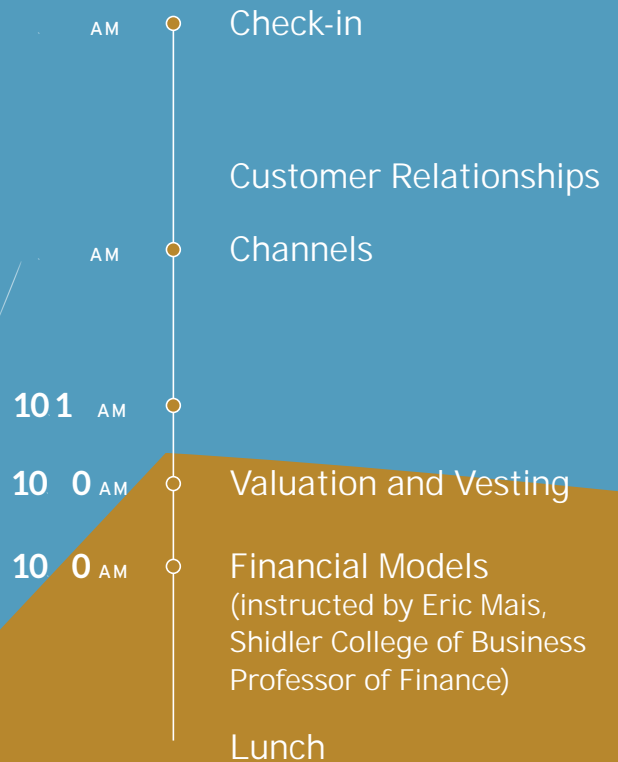 AM Check-in
Customer Relationships
AM Channels
10 1 AM
10 0 AM Valuation and Vesting
10 0 AM Financial Models
(instructed by Eric Mais,
Shidler College of Business
Professor of Finance)
Lunch